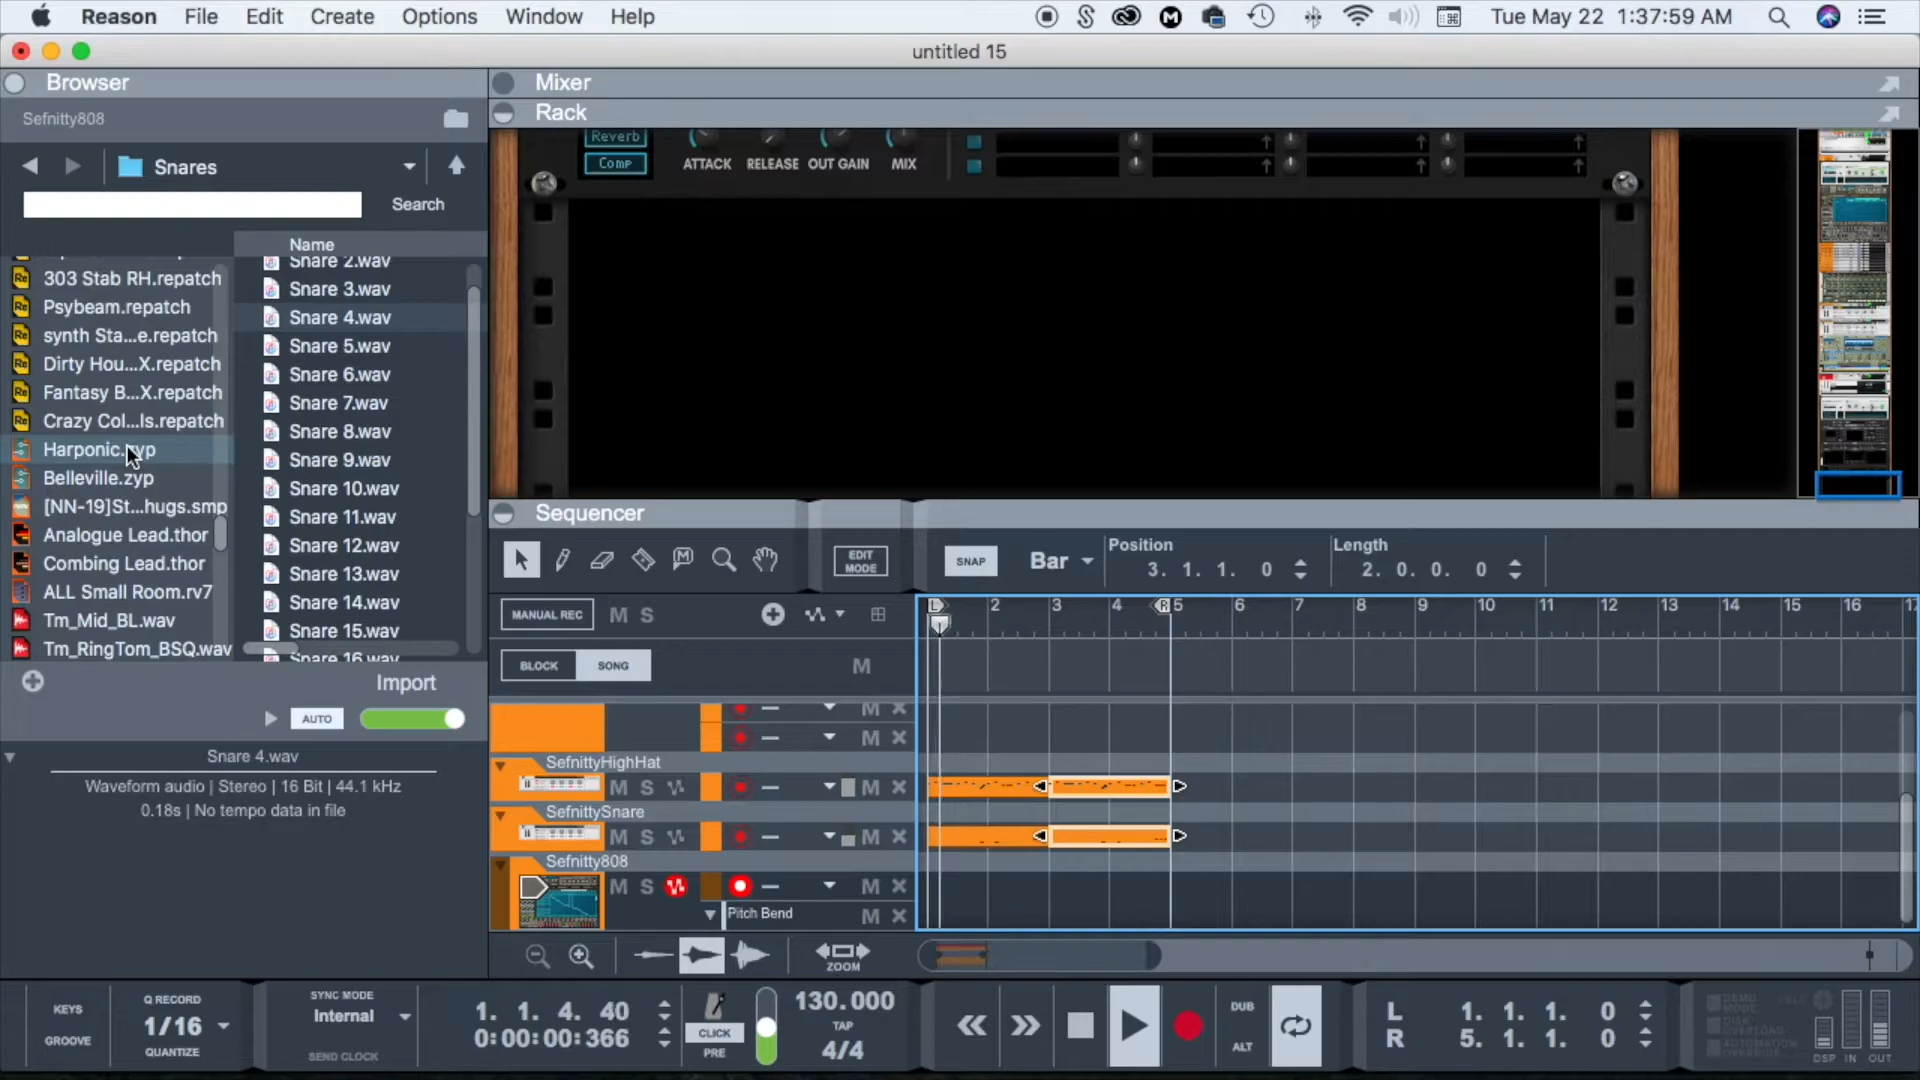 Reason File Edit Create Options Window Help
Tue May 22 1:37:59 AM
untitled 15
Browser
Mixer
Rack
Sefnitty808
Snares
Search
Name
303 Stab RH.repatch
Psybeam.repatch
synth Sta...e.repatch
Dirty Hou...X.repatch
Fantasy B...X.repatch
Crazy Col...ls.repatch
Harponic.zyp
Belleville.zyp
[NN-19]St...hugs.smp
Analogue Lead.thor
Combing Lead.thor
ALL Small Room.rv7
Tm_Mid_BL.wav
Tm_RingTom_BSQ.wav
Snare 2.wav
Snare 3.wav
Snare 4.wav
Snare 5.wav
Snare 6.wav
Snare 7.wav
Snare 8.wav
Snare 9.wav
Snare 10.wav
Snare 11.wav
Snare 12.wav
Snare 13.wav
Snare 14.wav
Snare 15.wav
Snare 16.wav
Import
AUTO
Snare 4.wav
Waveform audio | Stereo | 16 Bit | 44.1 kHz
0.18s | No tempo data in file
Reverb
Comp
ATTACK RELEASE OUT GAIN MIX
Sequencer
EDIT MODE
SNAP
Bar
Position
3. 1. 1. 0
Length
2. 0. 0. 0
MANUAL REC M S
L 2 3 4 R 5 6 7 8 9 10 11 12 13 14 15 16 17
BLOCK SONG M
M
M
SefnittyHighHat
M S M
SefnittySnare
M S M
Sefnitty808
M S M
Pitch Bend M
ZOOM
KEYS
GROOVE
Q RECORD
1/16
QUANTIZE
SYNC MODE
Internal
SEND CLOCK
1. 1. 4. 40
0:00:00:366
CLICK
PRE
130.000
TAP
4/4
DUB
ALT
L 1. 1. 1. 0
R 5. 1. 1. 0
DSP IN OUT